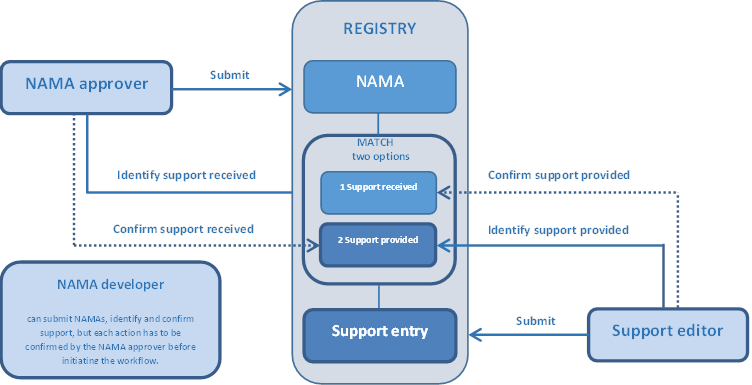 REGISTRY
NAMA approver
Submit
NAMA
MATCH
two options
Identify support received
1 Support received
Confirm support provided
Confirm support received
2 Support provided
Identify support provided
NAMA developer
can submit NAMAs, identify and confirm
support, but each action has to be
confirmed by the NAMA approver before
initiating the workflow.
Support entry
Submit
Support editor